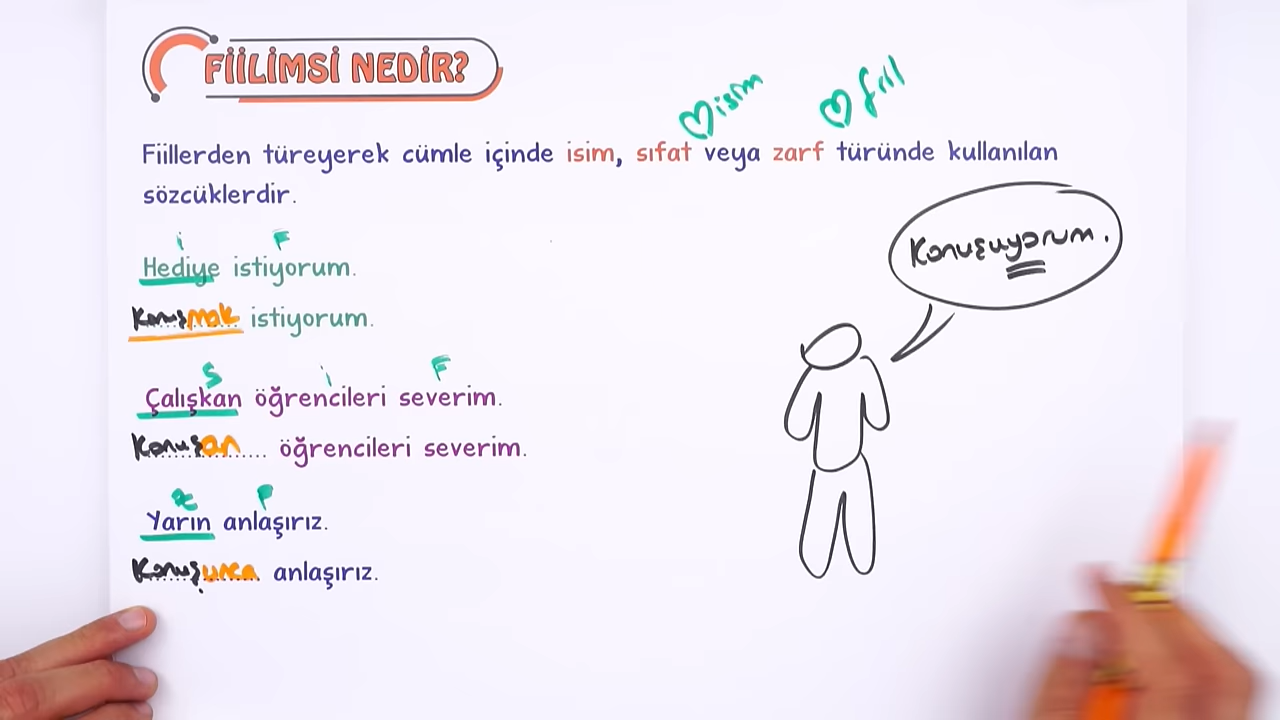 FİİLİMSİ NEDİR?
isim
fiil
Fiillerden türeyerek cümle içinde isim, sıfat veya zarf türünde kullanılan
sözcüklerdir.
i F
Hediye istiyorum.
Konuşmak istiyorum.
S i F
Çalışkan öğrencileri severim.
Konuşan öğrencileri severim.
z F
Yarın anlaşırız.
Konuşunca anlaşırız.
Konuşuyorum.